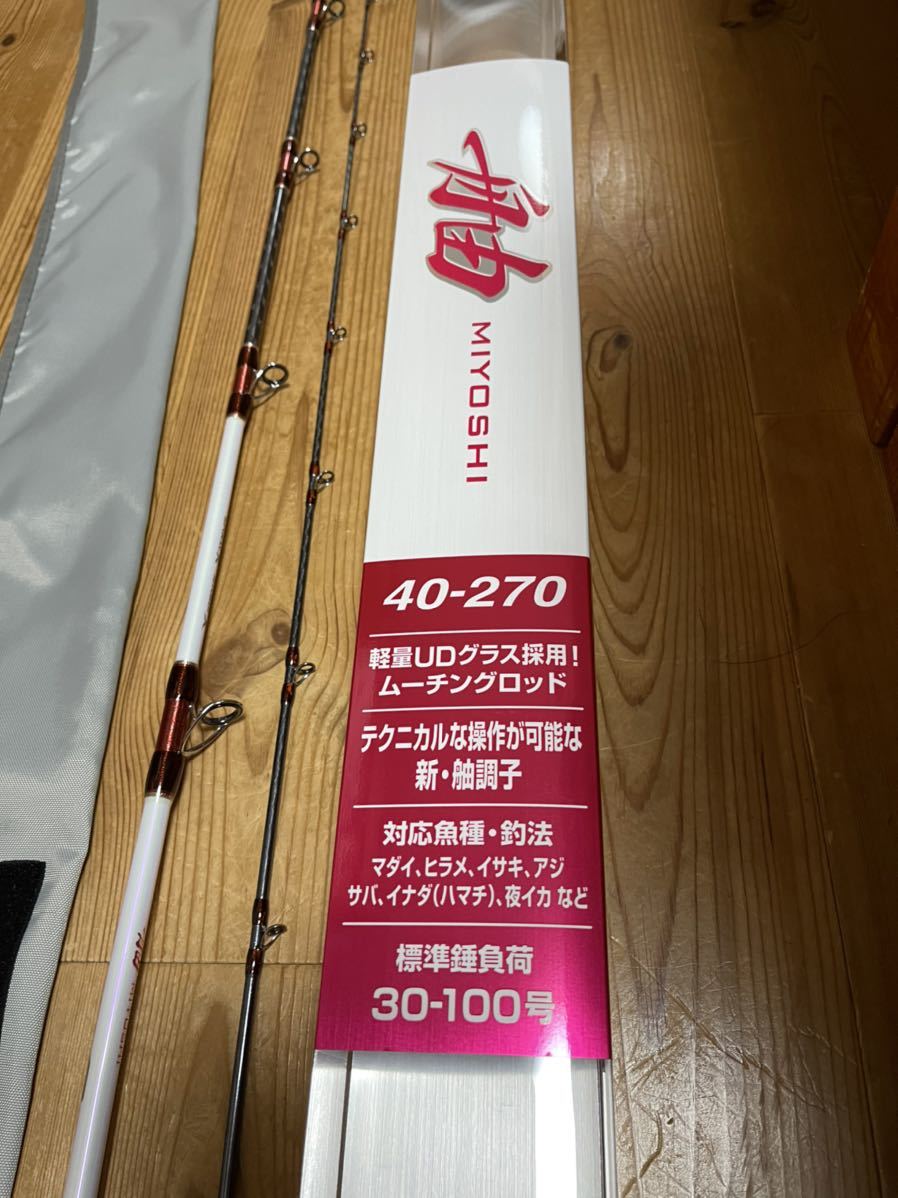 舳
MIYOSHI
40-270
軽量UDグラス採用!
ムーチングロッド
テクニカルな操作が可能な
新・舳調子
対応魚種・釣法
マダイ、ヒラメ、イサキ、アジ
サバ、イナダ(ハマチ)、夜イカ など
標準錘負荷
30-100号